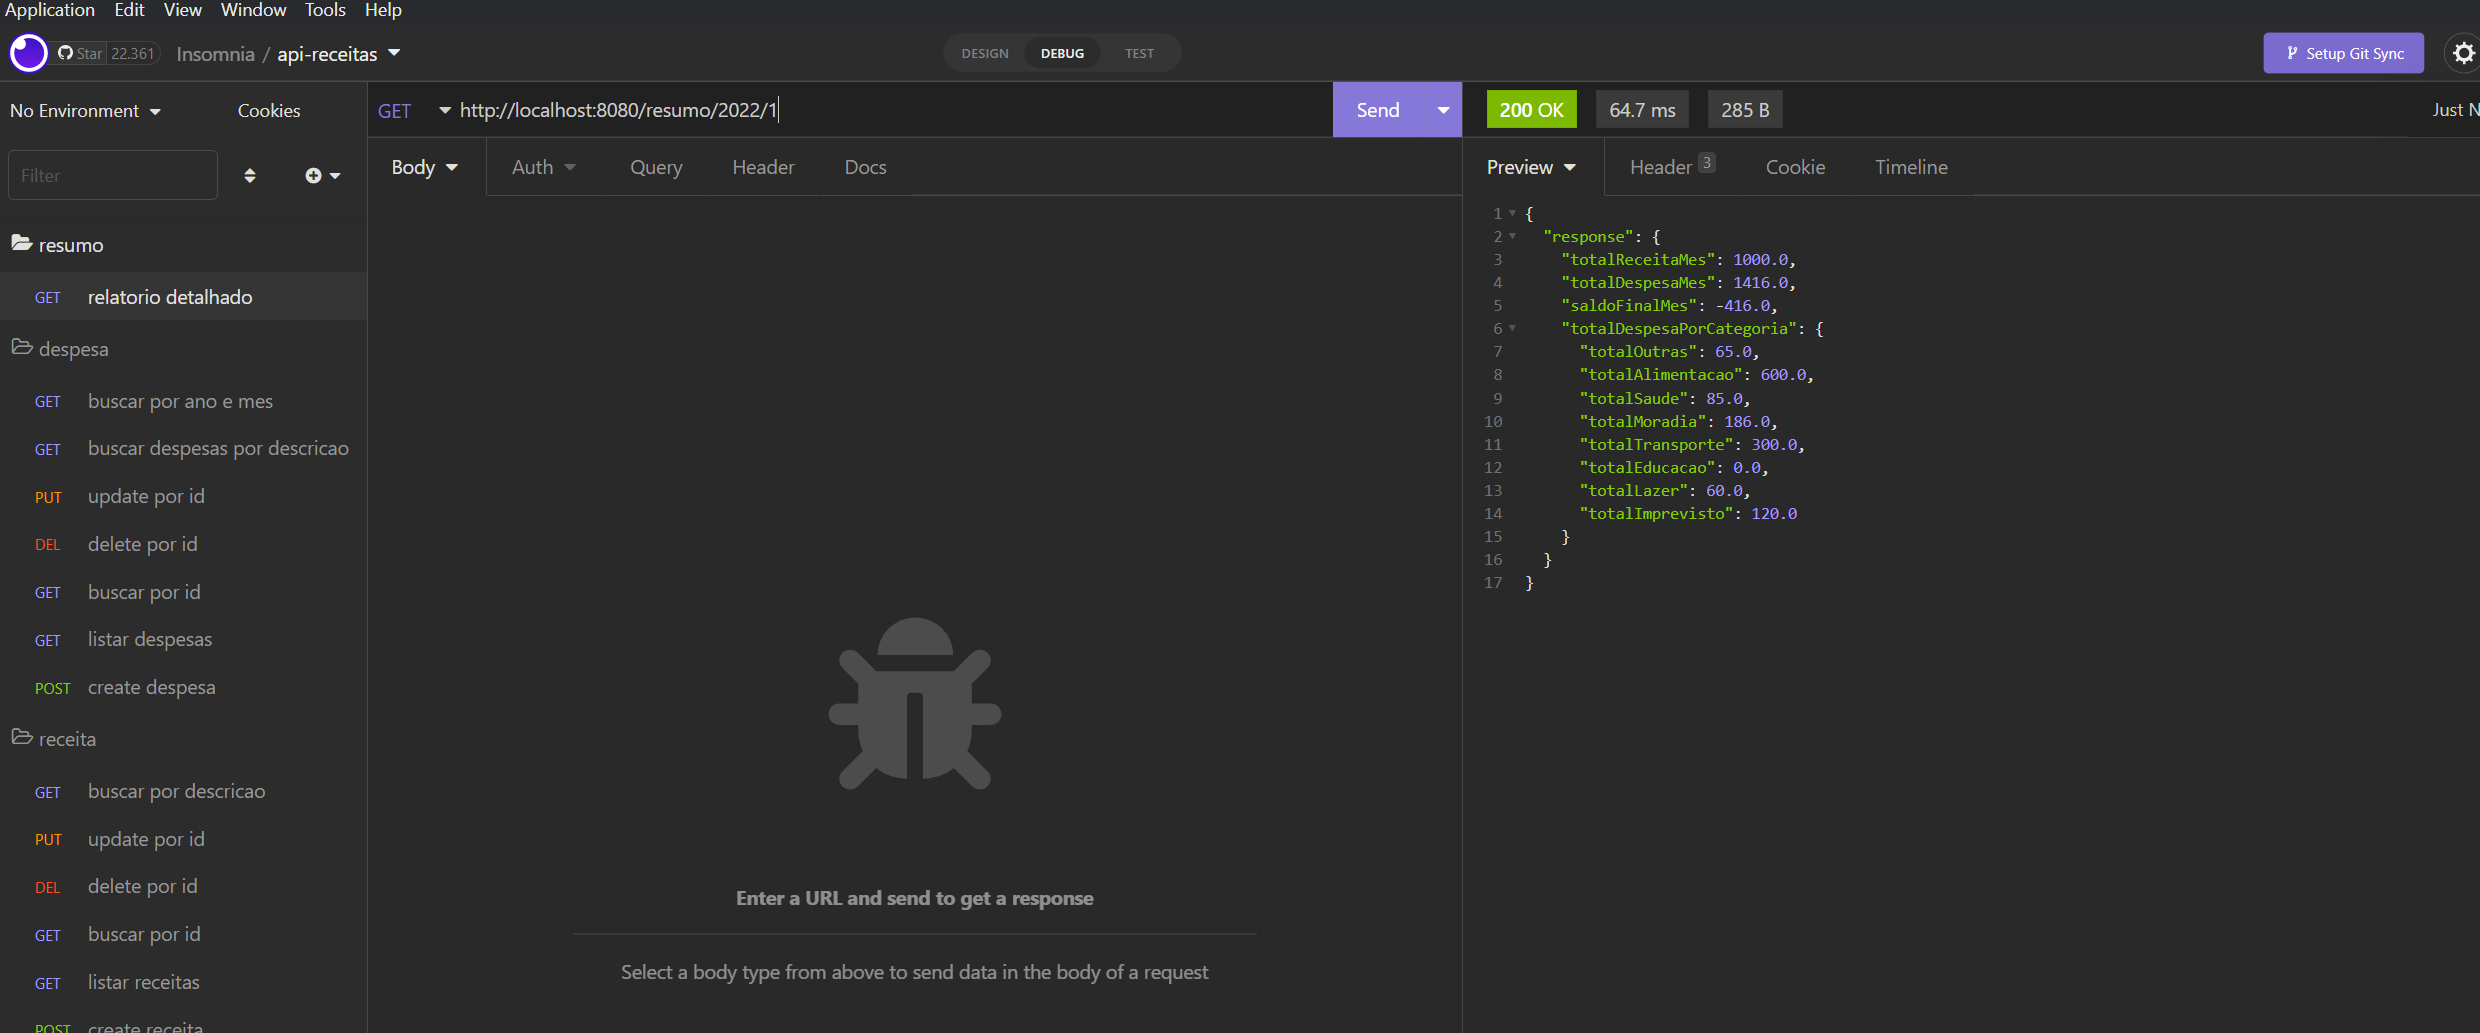 Application Edit View Window Tools Help
Star 22.361 Insomnia / api-receitas DESIGN DEBUG TEST Setup Git Sync
No Environment Cookies
GET http://localhost:8080/resumo/2022/1 Send 200 OK 64.7 ms 285 B Just N
Filter
Body Auth Query Header Docs
Preview Header 3 Cookie Timeline
resumo
GET relatorio detalhado
despesa
GET buscar por ano e mes
GET buscar despesas por descricao
PUT update por id
DEL delete por id
GET buscar por id
GET listar despesas
POST create despesa
receita
GET buscar por descricao
PUT update por id
DEL delete por id
GET buscar por id
GET listar receitas
POST create receita
Enter a URL and send to get a response
Select a body type from above to send data in the body of a request
1 {
2 "response": {
3 "totalReceitaMes": 1000.0,
4 "totalDespesaMes": 1416.0,
5 "saldoFinalMes": -416.0,
6 "totalDespesaPorCategoria": {
7 "totalOutras": 65.0,
8 "totalAlimentacao": 600.0,
9 "totalSaude": 85.0,
10 "totalMoradia": 186.0,
11 "totalTransporte": 300.0,
12 "totalEducacao": 0.0,
13 "totalLazer": 60.0,
14 "totalImprevisto": 120.0
15 }
16 }
17 }